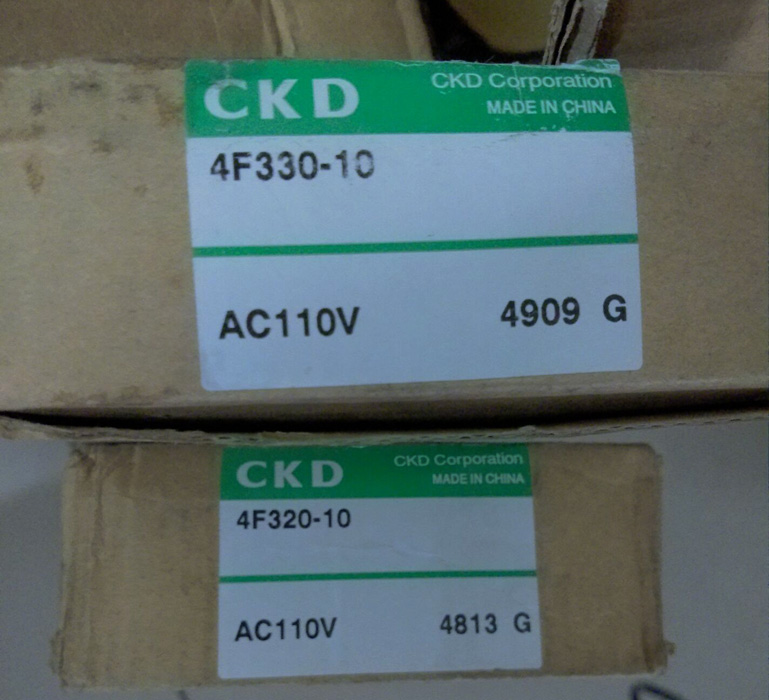 CKD CKD Corporation
MADE IN CHINA
4F330-10
AC110V 4909 G
CKD CKD Corporation
MADE IN CHINA
4F320-10
AC110V 4813 G